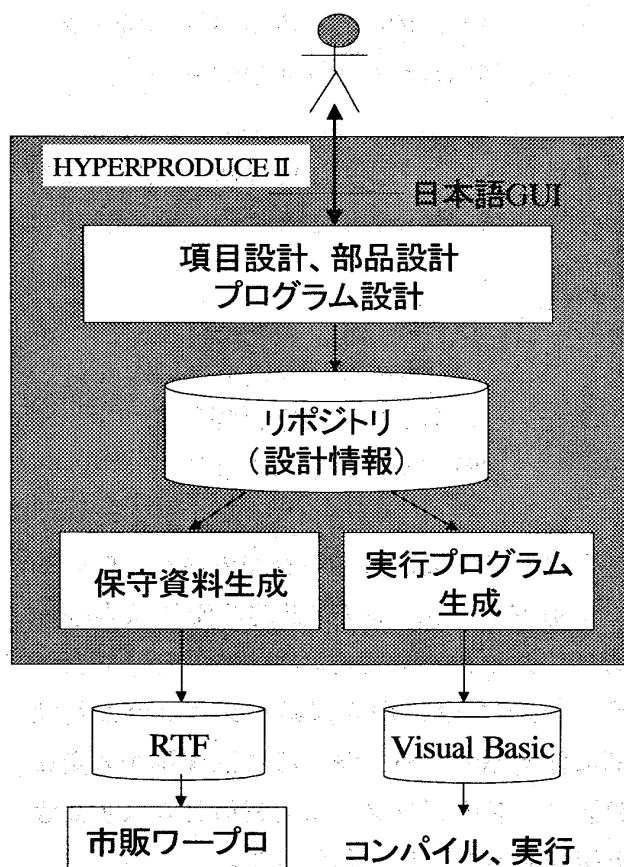 HYPERPRODUCE II
日本語GUI
項目設計、部品設計
プログラム設計
リポジトリ
（設計情報）
保守資料生成
実行プログラム
生成
RTF
Visual Basic
市販ワープロ
コンパイル、実行